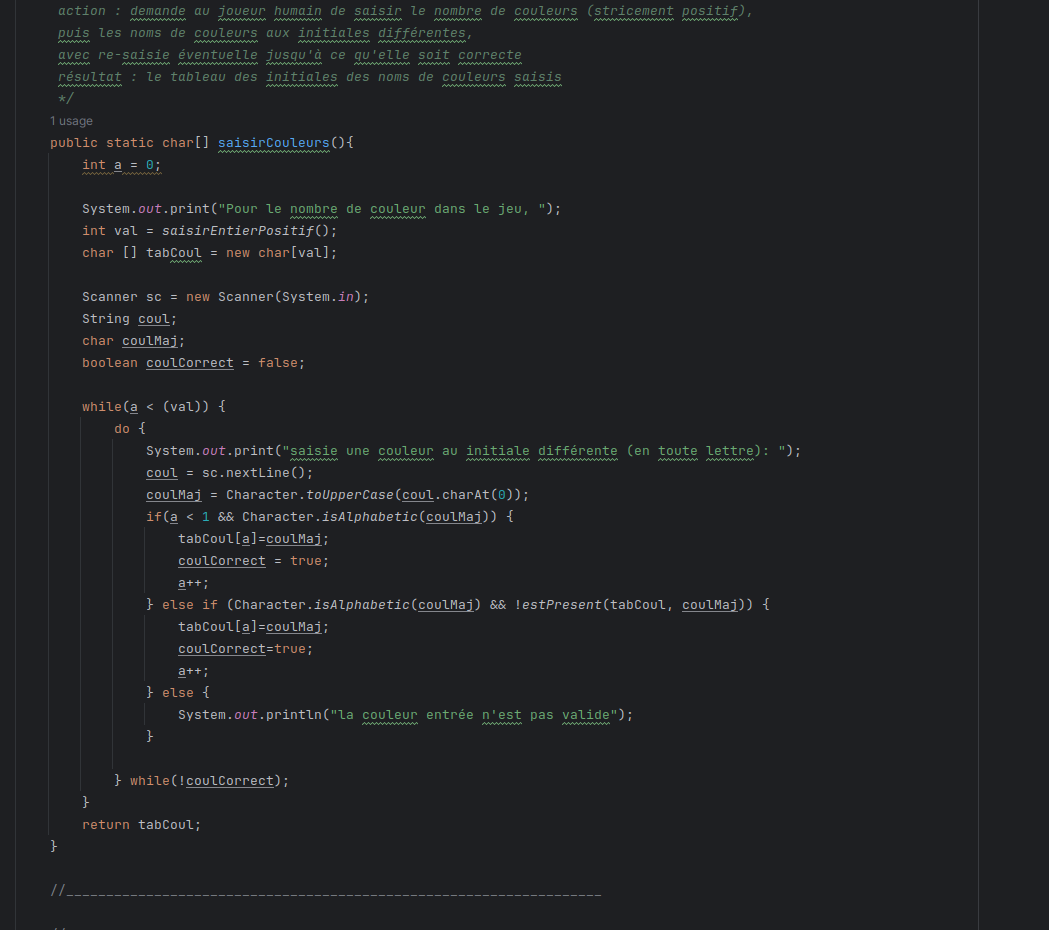 action : demande au joueur humain de saisir le nombre de couleurs (stricement positif),
puis les noms de couleurs aux initiales différentes,
avec re-saisie éventuelle jusqu'à ce qu'elle soit correcte
résultat : le tableau des initiales des noms de couleurs saisis
*/
1 usage
public static char[] saisirCouleurs(){
int a = 0;
System.out.print("Pour le nombre de couleur dans le jeu, ");
int val = saisirEntierPositif();
char [] tabCoul = new char[val];
Scanner sc = new Scanner(System.in);
String coul;
char coulMaj;
boolean coulCorrect = false;
while(a < (val)) {
do {
System.out.print("saisie une couleur au initiale différente (en toute lettre): ");
coul = sc.nextLine();
coulMaj = Character.toUpperCase(coul.charAt(0));
if(a < 1 && Character.isAlphabetic(coulMaj)) {
tabCoul[a]=coulMaj;
coulCorrect = true;
a++;
} else if (Character.isAlphabetic(coulMaj) && !estPresent(tabCoul, coulMaj)) {
tabCoul[a]=coulMaj;
coulCorrect=true;
a++;
} else {
System.out.println("la couleur entrée n'est pas valide");
}
} while(!coulCorrect);
}
return tabCoul;
}
//___________________________________________________________________